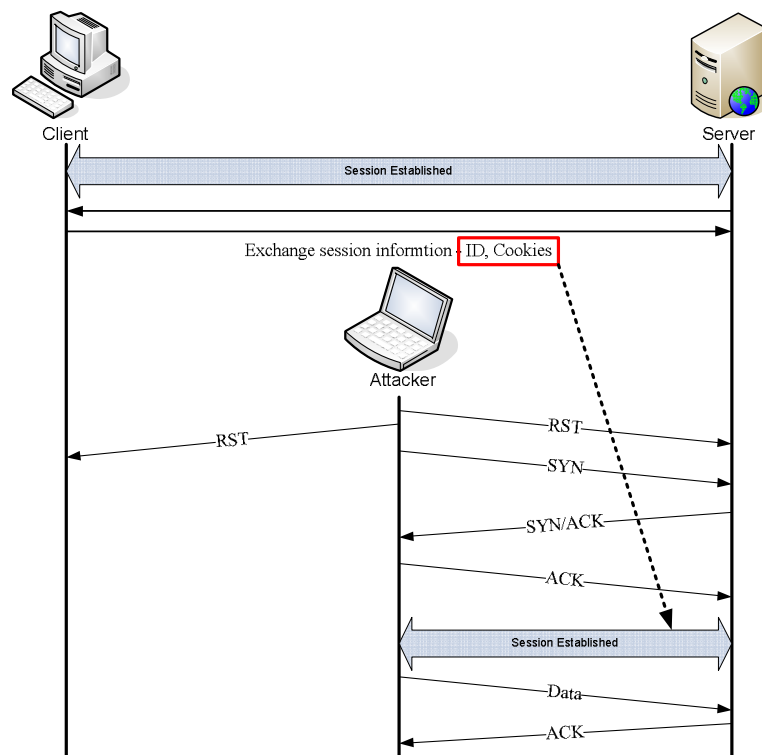 Client
Server
Session Established
Exchange session informtion - ID, Cookies
Attacker
RST
RST
SYN
SYN/ACK
ACK
Session Established
Data
ACK